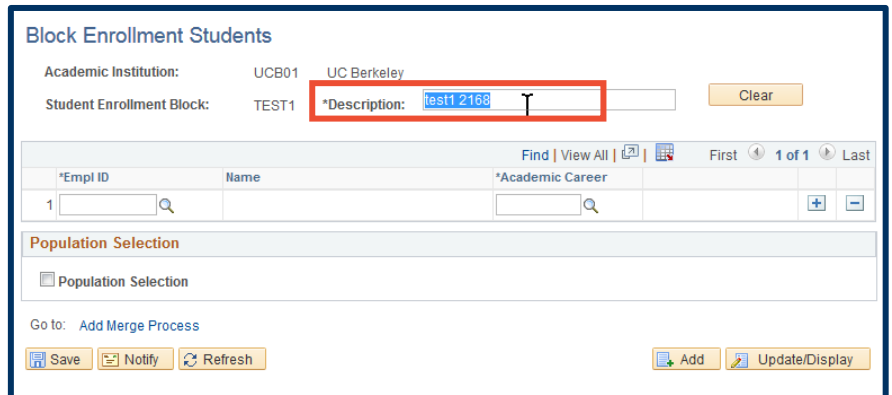 Block Enrollment Students
Academic Institution: UCB01 UC Berkeley
Student Enrollment Block: TEST1 *Description: test1 2168 Clear
Find | View All | | First 1 of 1 Last
*Empl ID Name *Academic Career
1
Population Selection
Population Selection
Go to: Add Merge Process
Save Notify Refresh Add Update/Display